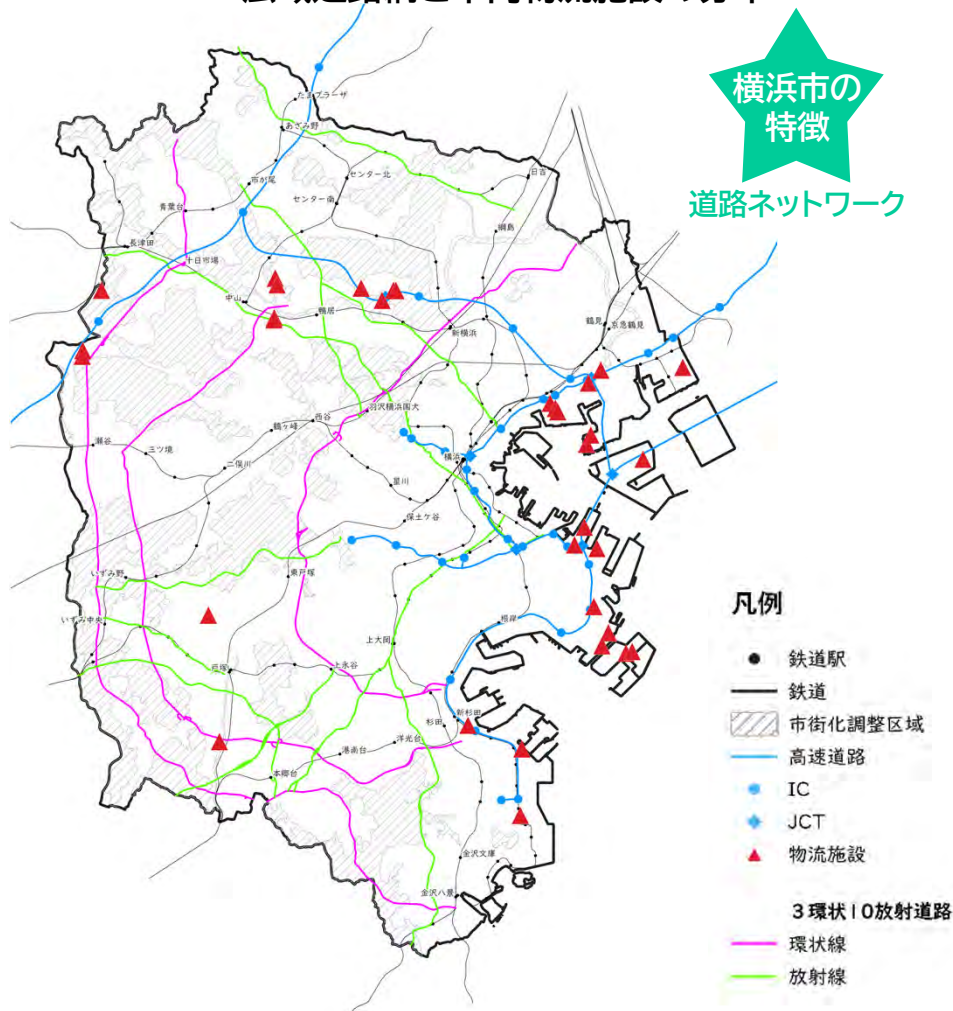 横浜市の
特徴
道路ネットワーク
たまプラーザ
あざみ野
センター北
日吉
市が尾
センター南
青葉台
綱島
長津田
十日市場
中山
鴨居
新横浜
鶴見
京急鶴見
羽沢横浜国大
西谷
鶴ヶ峰
瀬谷
三ツ境
横浜
二俣川
星川
保土ケ谷
いずみ野
東戸塚
いずみ中央
根岸
上大岡
戸塚
上永谷
新杉田
杉田
洋光台
港南台
本郷台
金沢文庫
金沢八景
凡例
鉄道駅
鉄道
市街化調整区域
高速道路
IC
JCT
物流施設
3環状10放射道路
環状線
放射線